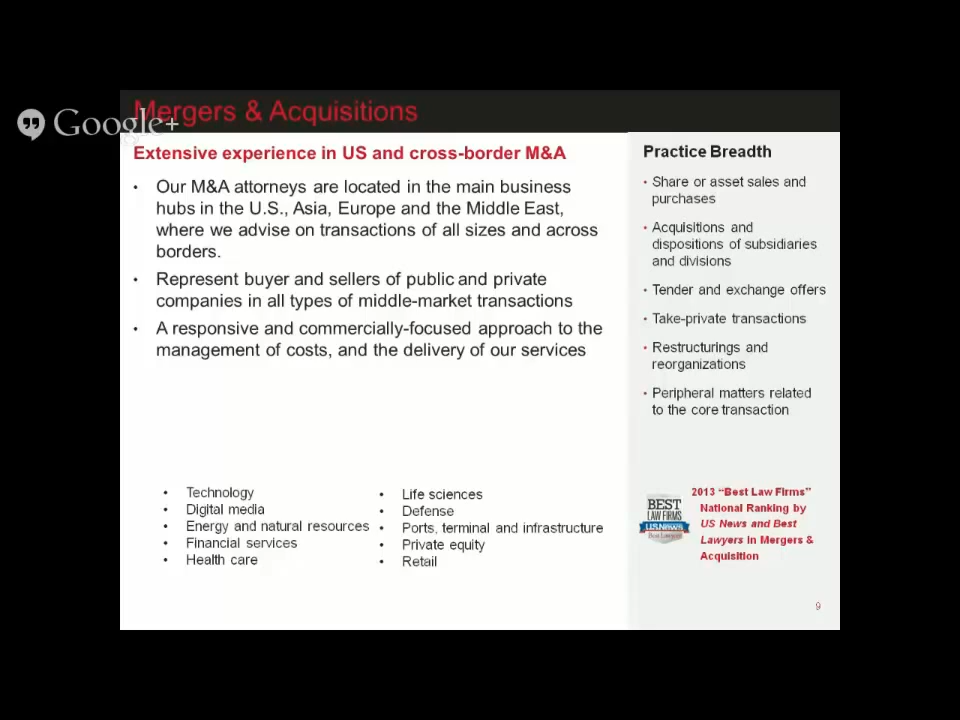 Mergers & Acquisitions
Google+
Extensive experience in US and cross-border M&A
• Our M&A attorneys are located in the main business
hubs in the U.S., Asia, Europe and the Middle East,
where we advise on transactions of all sizes and across
borders.
• Represent buyer and sellers of public and private
companies in all types of middle-market transactions
• A responsive and commercially-focused approach to the
management of costs, and the delivery of our services
• Technology
• Digital media
• Energy and natural resources
• Financial services
• Health care
• Life sciences
• Defense
• Ports, terminal and infrastructure
• Private equity
• Retail
Practice Breadth
• Share or asset sales and
purchases
• Acquisitions and
dispositions of subsidiaries
and divisions
• Tender and exchange offers
• Take-private transactions
• Restructurings and
reorganizations
• Peripheral matters related
to the core transaction
BEST
LAW FIRMS
U.S.News
Best Lawyers
2013 “Best Law Firms”
National Ranking by
US News and Best
Lawyers in Mergers &
Acquisition
9